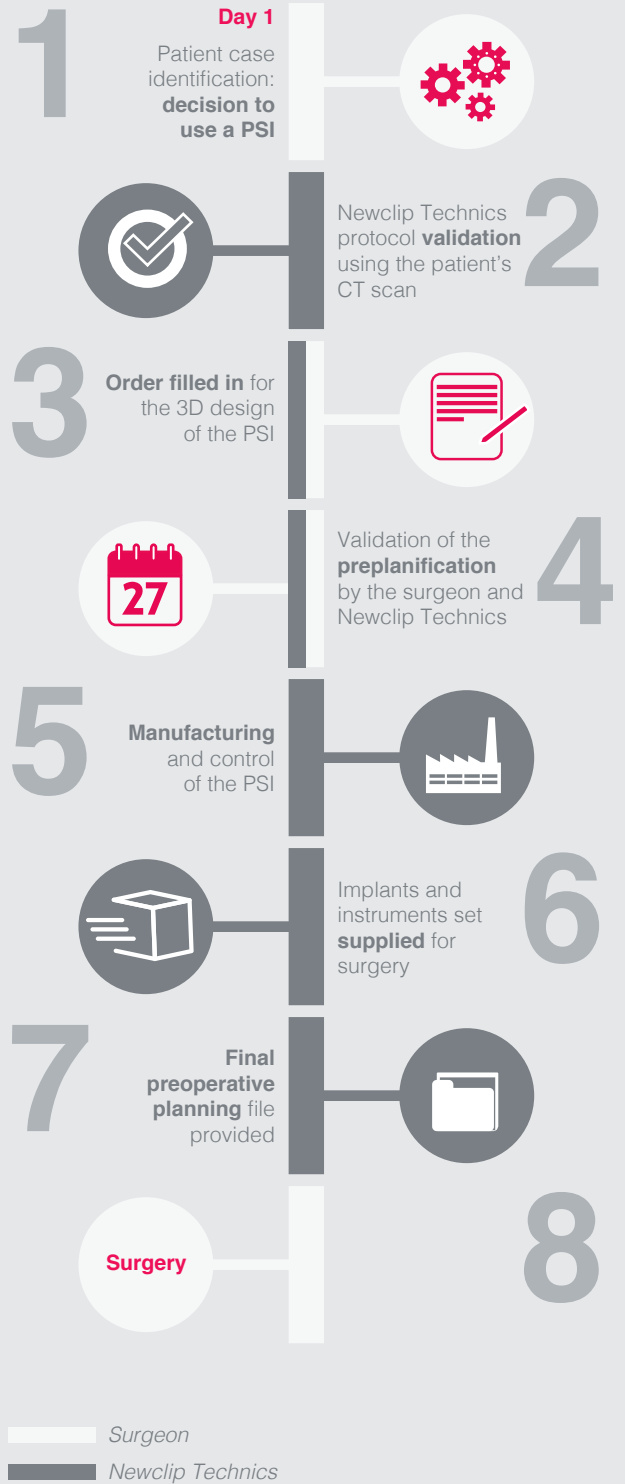 1
Day 1
Patient case
identification:
decision to
use a PSI
2
Newclip Technics
protocol validation
using the patient's
CT scan
3
Order filled in for
the 3D design
of the PSI
4
27
Validation of the
preplanification
by the surgeon and
Newclip Technics
5
Manufacturing
and control
of the PSI
6
Implants and
instruments set
supplied for
surgery
7
Final
preoperative
planning file
provided
8
Surgery
Surgeon
Newclip Technics